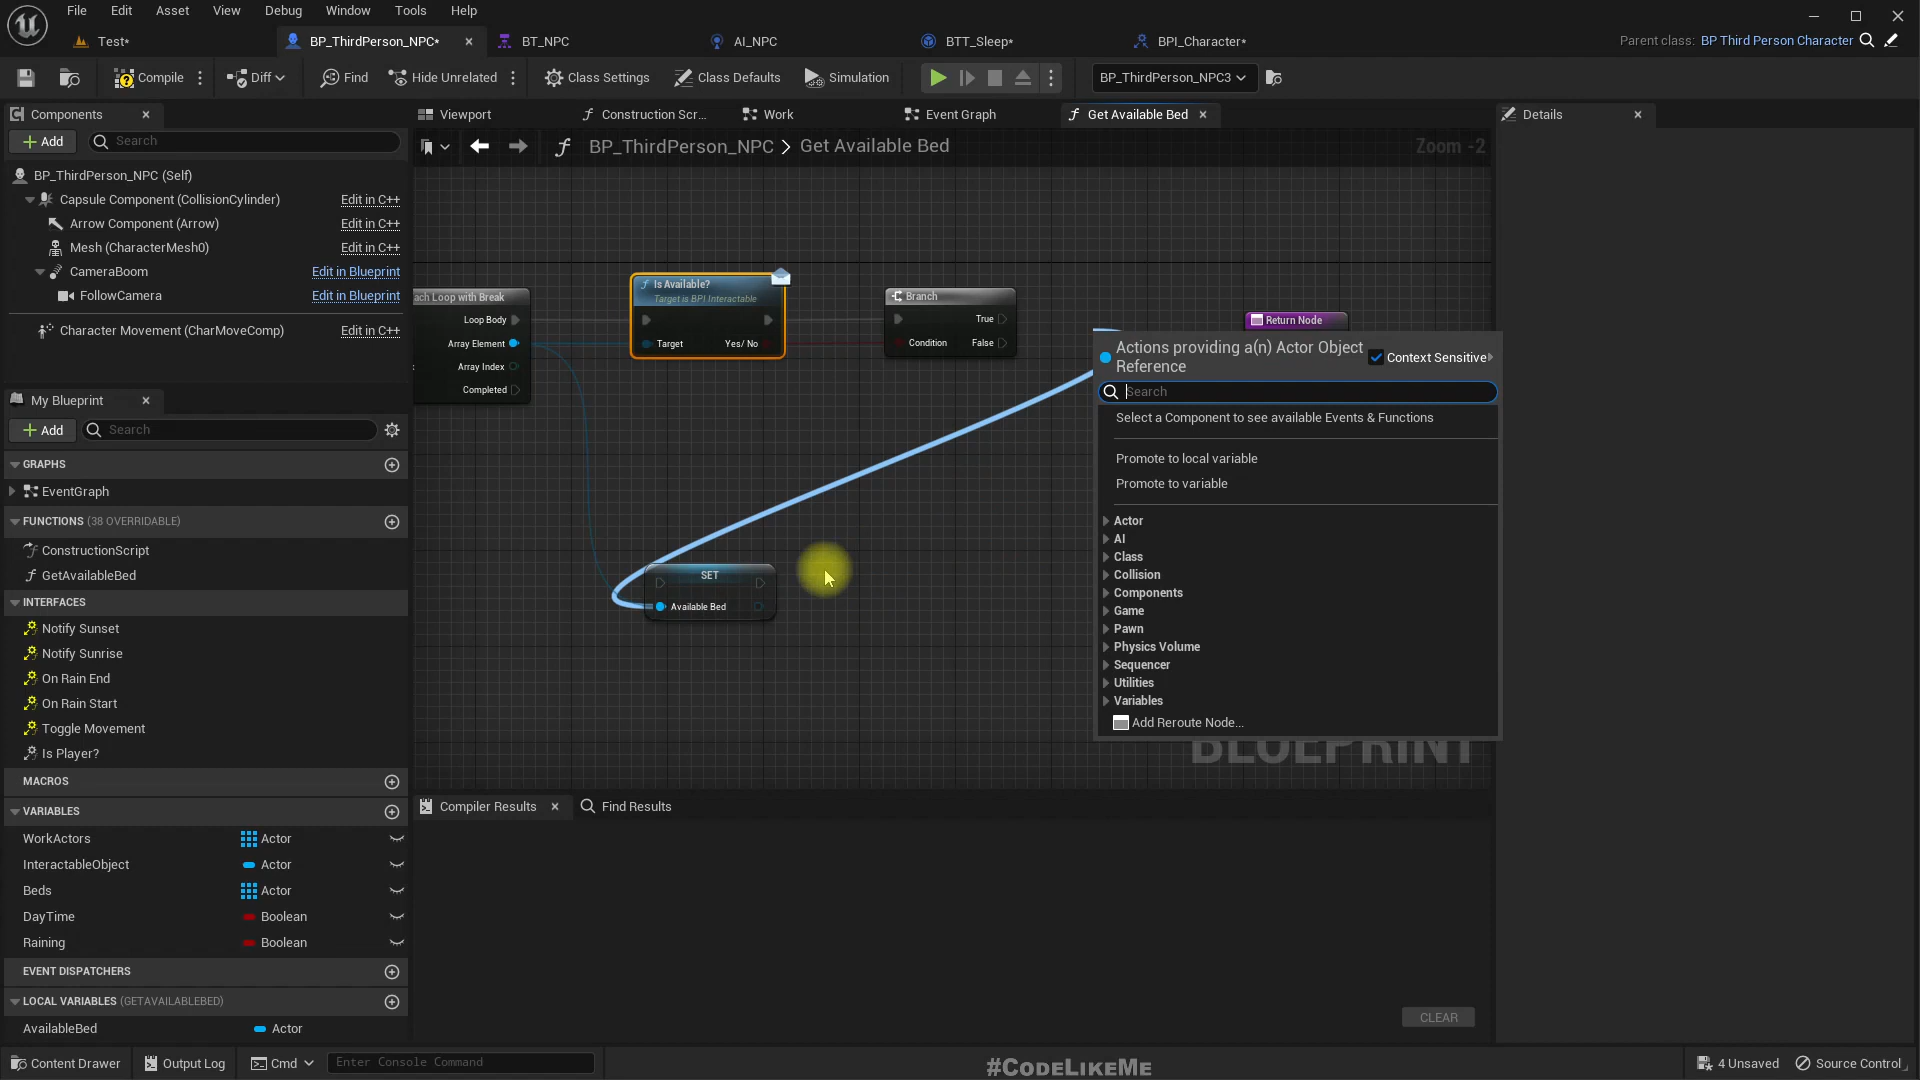 File Edit Asset View Debug Window Tools Help
Test* BP_ThirdPerson_NPC* BT_NPC AI_NPC BTT_Sleep* BPI_Character* Parent class: BP Third Person Character
Compile Diff Find Hide Unrelated Class Settings Class Defaults Simulation BP_ThirdPerson_NPC3
Components Viewport Construction Scr... Work Event Graph Get Available Bed Details
Add Search BP_ThirdPerson_NPC > Get Available Bed Zoom -2
BP_ThirdPerson_NPC (Self)
Capsule Component (CollisionCylinder) Edit in C++
Arrow Component (Arrow) Edit in C++
Mesh (CharacterMesh0) Edit in C++
CameraBoom Edit in Blueprint
FollowCamera Edit in Blueprint
Character Movement (CharMoveComp) Edit in C++
ach Loop with Break
Loop Body
Array Element
Array Index
Completed
Is Available?
Target is BPI Interactable
Target Yes/ No
Branch
True
Condition False
Return Node
SET
Available Bed
Actions providing a(n) Actor Object
Reference
Context Sensitive
Search
Select a Component to see available Events & Functions
Promote to local variable
Promote to variable
Actor
AI
Class
Collision
Components
Game
Pawn
Physics Volume
Sequencer
Utilities
Variables
Add Reroute Node...
BLUEPRINT
My Blueprint
Add Search
GRAPHS
EventGraph
FUNCTIONS (38 OVERRIDABLE)
ConstructionScript
GetAvailableBed
INTERFACES
Notify Sunset
Notify Sunrise
On Rain End
On Rain Start
Toggle Movement
Is Player?
MACROS
VARIABLES
WorkActors Actor
InteractableObject Actor
Beds Actor
DayTime Boolean
Raining Boolean
EVENT DISPATCHERS
LOCAL VARIABLES (GETAVAILABLEBED)
AvailableBed Actor
Compiler Results Find Results
CLEAR
Content Drawer Output Log Cmd Enter Console Command #CODELIKEME 4 Unsaved Source Control